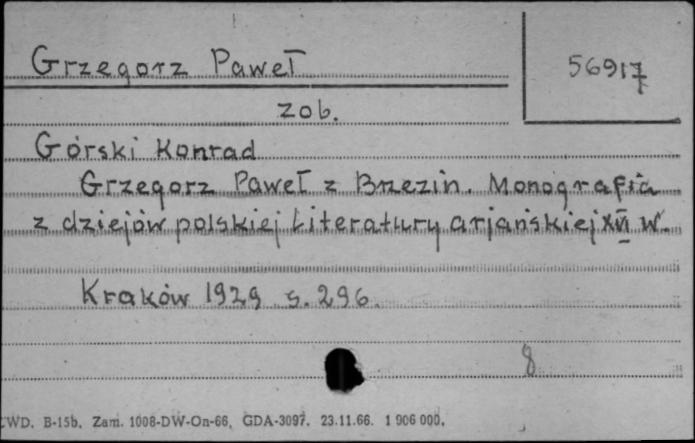 Grzegorz Paweł
56917
zob.
Górski Konrad
Grzegorz Paweł z Brzezin. Monografia
z dziejów polskiej literatury arjańskiej XVI w.
Kraków 1929 s. 296
8
CWD. B-15b. Zam. 1008-DW-On-66. GDA-3097. 23.11.66. 1 906 000.